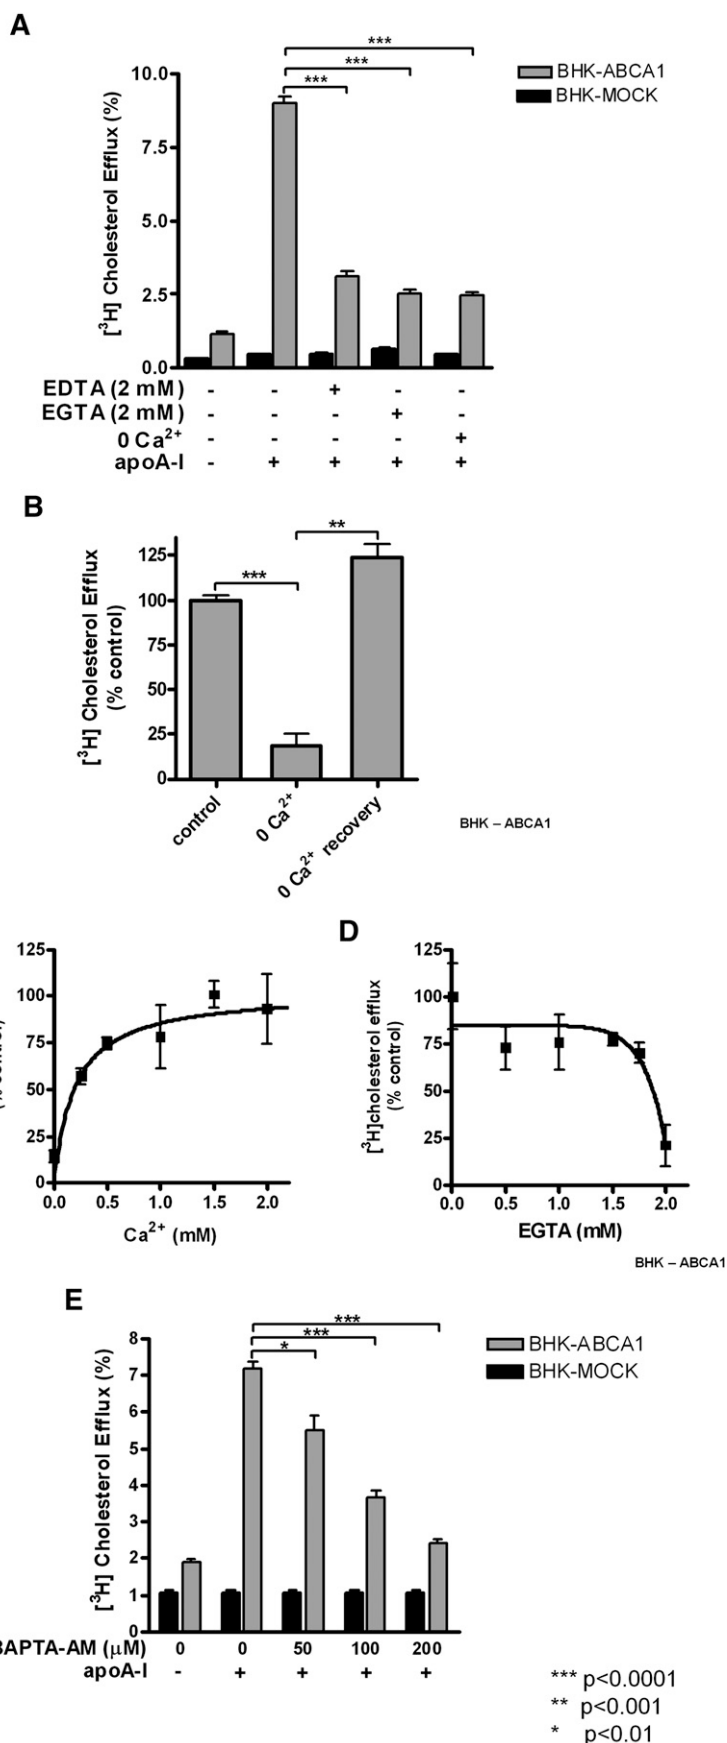 A
***
***
***
BHK-ABCA1
BHK-MOCK
[³H] Cholesterol Efflux (%)
10.0
7.5
5.0
2.5
0.0
EDTA (2 mM) - - + - -
EGTA (2 mM) - - - + -
0 Ca²⁺ - - - - +
apoA-I - + + + +
B
[³H] Cholesterol Efflux
(% control)
125
100
75
50
25
0
***
**
control
0 Ca²⁺
0 Ca²⁺ recovery
BHK – ABCA1
125
100
75
50
25
0
0.0 0.5 1.0 1.5 2.0
Ca²⁺ (mM)
D
[³H]cholesterol efflux
(% control)
125
100
75
50
25
0
0.0 0.5 1.0 1.5 2.0
EGTA (mM)
BHK – ABCA1
E
***
***
*
BHK-ABCA1
BHK-MOCK
[³H] Cholesterol Efflux (%)
8
7
6
5
4
3
2
1
0
BAPTA-AM (μM) 0 0 50 100 200
apoA-I - + + + +
*** p<0.0001
** p<0.001
* p<0.01